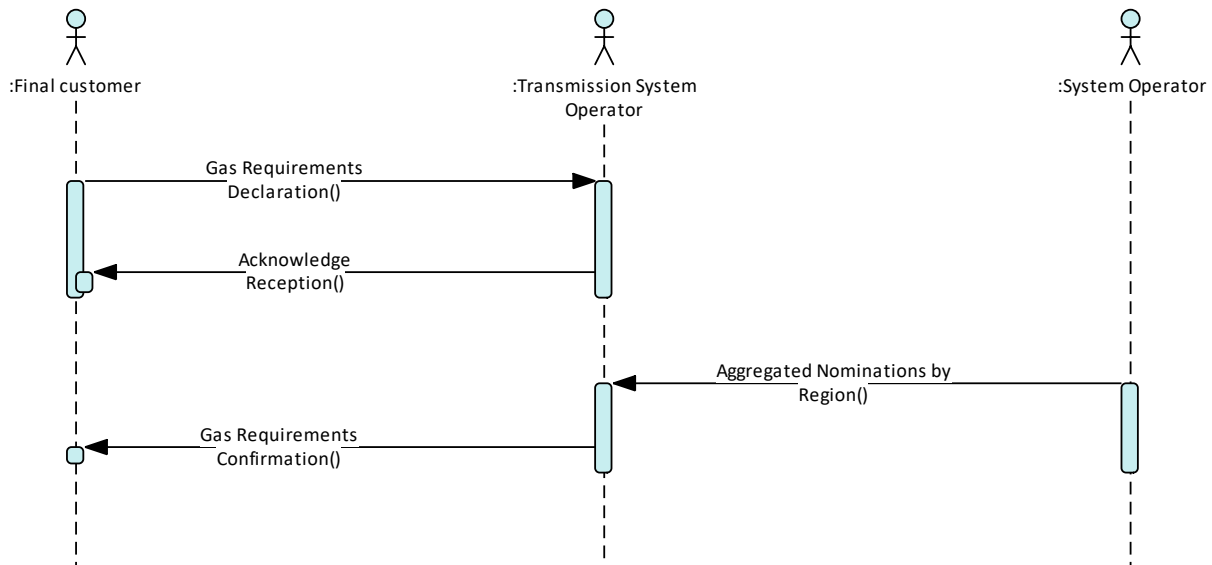 :Final customer
:Transmission System
Operator
:System Operator
Gas Requirements
Declaration()
Acknowledge
Reception()
Aggregated Nominations by
Region()
Gas Requirements
Confirmation()